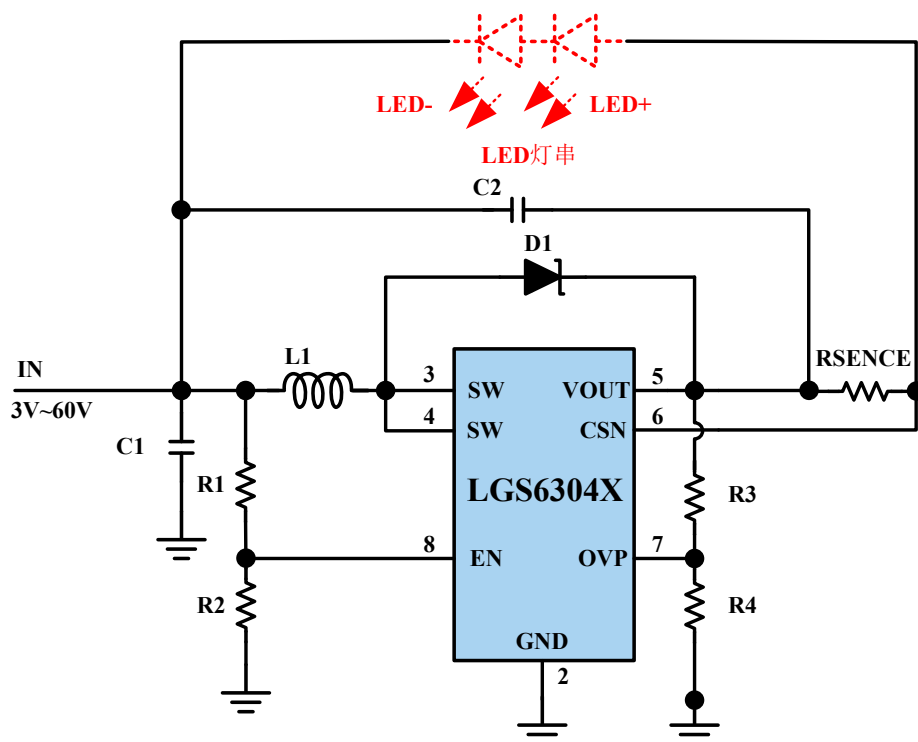 LED-
LED+
LED灯串
C2
D1
IN
3V~60V
L1
RSENCE
3
SW
VOUT
5
4
SW
CSN
6
C1
R1
LGS6304X
R3
8
EN
OVP
7
R2
R4
GND
2